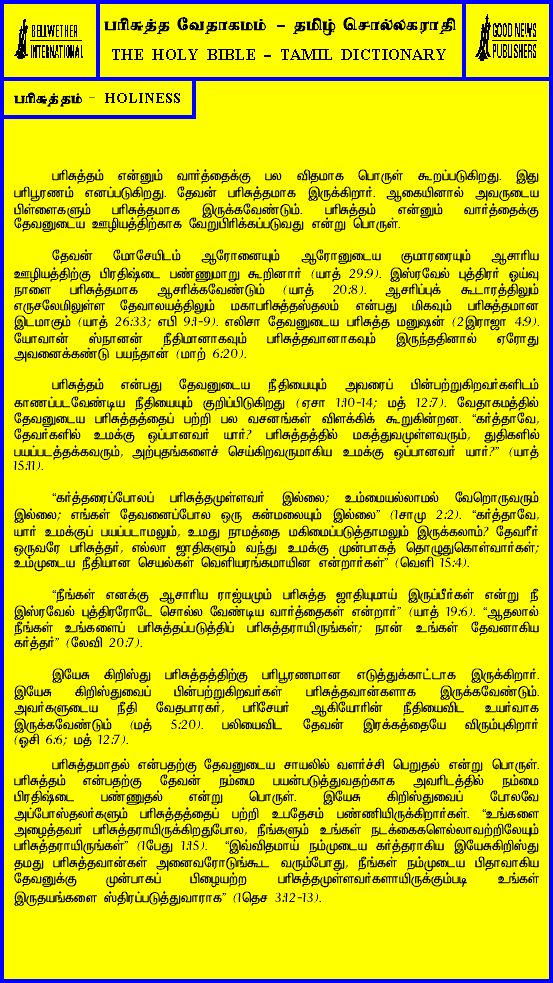 BELLWETHER
INTERNATIONAL
பரிசுத்த வேதாகமம் – தமிழ் சொல்லகராதி
THE HOLY BIBLE – TAMIL DICTIONARY
GOOD NEWS
PUBLISHERS
பரிசுத்தம் - HOLINESS
பரிசுத்தம் என்னும் வார்த்தைக்கு பல விதமாக பொருள் கூறப்படுகிறது. இது
பரிபூரணம் எனப்படுகிறது. தேவன் பரிசுத்தமாக இருக்கிறார். ஆகையினால் அவருடைய
பிள்ளைகளும் பரிசுத்தமாக இருக்கவேண்டும். பரிசுத்தம் என்னும் வார்த்தைக்கு
தேவனுடைய ஊழியத்திற்காக வேறுபிரிக்கப்படுவது என்று பொருள்.
தேவன் மோசேயிடம் ஆரோனையும் ஆரோனுடைய குமாரரையும் ஆசாரிய
ஊழியத்திற்கு பிரதிஷ்டை பண்ணுமாறு கூறினார் (யாத் 29:9). இஸ்ரவேல் புத்திரர் ஓய்வு
நாளை பரிசுத்தமாக ஆசரிக்கவேண்டும் (யாத் 20:8). ஆசரிப்புக் கூடாரத்திலும்
எருசலேமிலுள்ள தேவாலயத்திலும் மகாபரிசுத்தஸ்தலம் என்பது மிகவும் பரிசுத்தமான
இடமாகும் (யாத் 26:33; எபி 9:1-9). எலிசா தேவனுடைய பரிசுத்த மனுஷன் (2இராஜா 4:9).
யோவான் ஸ்நானன் நீதிமானாகவும் பரிசுத்தவானாகவும் இருந்ததினால் ஏரோது
அவனைக்கண்டு பயந்தான் (மாற் 6:20).
பரிசுத்தம் என்பது தேவனுடைய நீதியையும் அவரைப் பின்பற்றுகிறவர்களிடம்
காணப்படவேண்டிய நீதியையும் குறிப்பிடுகிறது (ஏசா 1:10-14; மத் 12:7). வேதாகமத்தில்
தேவனுடைய பரிசுத்தத்தைப் பற்றி பல வசனங்கள் விளக்கிக் கூறுகின்றன. “கர்த்தாவே,
தேவர்களில் உமக்கு ஒப்பானவர் யார்? பரிசுத்தத்தில் மகத்துவமுள்ளவரும், துதிகளில்
பயப்படத்தக்கவரும், அற்புதங்களைச் செய்கிறவருமாகிய உமக்கு ஒப்பானவர் யார்?” (யாத்
15:11).
“கர்த்தரைப்போலப் பரிசுத்தமுள்ளவர் இல்லை; உம்மையல்லாமல் வேறொருவரும்
இல்லை; எங்கள் தேவனைப்போல ஒரு கன்மலையும் இல்லை” (1சாமு 2:2). “கர்த்தாவே,
யார் உமக்குப் பயப்படாமலும், உமது நாமத்தை மகிமைப்படுத்தாமலும் இருக்கலாம்? தேவரீர்
ஒருவரே பரிசுத்தர், எல்லா ஜாதிகளும் வந்து உமக்கு முன்பாகத் தொழுதுகொள்வார்கள்;
உம்முடைய நீதியான செயல்கள் வெளியரங்கமாயின என்றார்கள்” (வெளி 15:4).
“நீங்கள் எனக்கு ஆசாரிய ராஜ்யமும் பரிசுத்த ஜாதியுமாய் இருப்பீர்கள் என்று நீ
இஸ்ரவேல் புத்திரரோடே சொல்ல வேண்டிய வார்த்தைகள் என்றார்” (யாத் 19:6). “ஆதலால்
நீங்கள் உங்களைப் பரிசுத்தப்படுத்திப் பரிசுத்தராயிருங்கள்; நான் உங்கள் தேவனாகிய
கர்த்தர்” (லேவி 20:7).
இயேசு கிறிஸ்து பரிசுத்தத்திற்கு பரிபூரணமான எடுத்துக்காட்டாக இருக்கிறார்.
இயேசு கிறிஸ்துவைப் பின்பற்றுகிறவர்கள் பரிசுத்தவான்களாக இருக்கவேண்டும்.
அவர்களுடைய நீதி வேதபாரகர், பரிசேயர் ஆகியோரின் நீதியைவிட உயர்வாக
இருக்கவேண்டும் (மத் 5:20). பலியைவிட தேவன் இரக்கத்தையே விரும்புகிறார்
(ஓசி 6:6; மத் 12:7).
பரிசுத்தமாதல் என்பதற்கு தேவனுடைய சாயலில் வளர்ச்சி பெறுதல் என்று பொருள்.
பரிசுத்தம் என்பதற்கு தேவன் நம்மை பயன்படுத்துவதற்காக அவரிடத்தில் நம்மை
பிரதிஷ்டை பண்ணுதல் என்று பொருள். இயேசு கிறிஸ்துவைப் போலவே
அப்போஸ்தலர்களும் பரிசுத்தத்தைப் பற்றி உபதேசம் பண்ணியிருக்கிறார்கள். “உங்களை
அழைத்தவர் பரிசுத்தராயிருக்கிறதுபோல, நீங்களும் உங்கள் நடக்கைகளெல்லாவற்றிலேயும்
பரிசுத்தராயிருங்கள்” (1பேது 1:15). “இவ்விதமாய் நம்முடைய கர்த்தராகிய இயேசுகிறிஸ்து
தமது பரிசுத்தவான்கள் அனைவரோடுங்கூட வரும்போது, நீங்கள் நம்முடைய பிதாவாகிய
தேவனுக்கு முன்பாகப் பிழையற்ற பரிசுத்தமுள்ளவர்களாயிருக்கும்படி உங்கள்
இருதயங்களை ஸ்திரப்படுத்துவாராக” (1தெச 3:12-13).